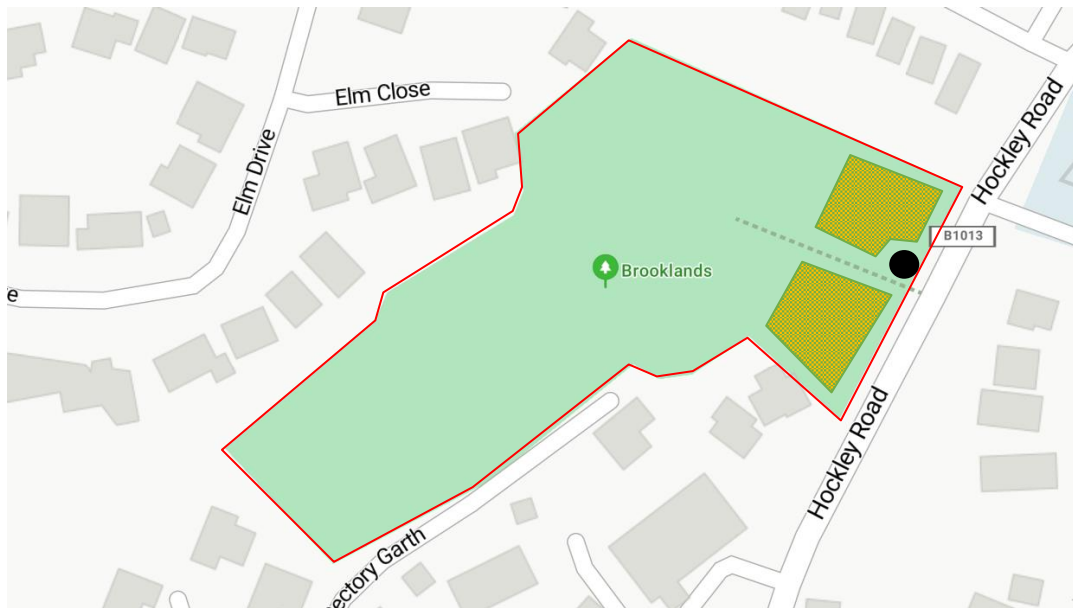 Elm Close
Elm Drive
Hockley Road
B1013
Brooklands
e
Hockley Road
ectory Garth